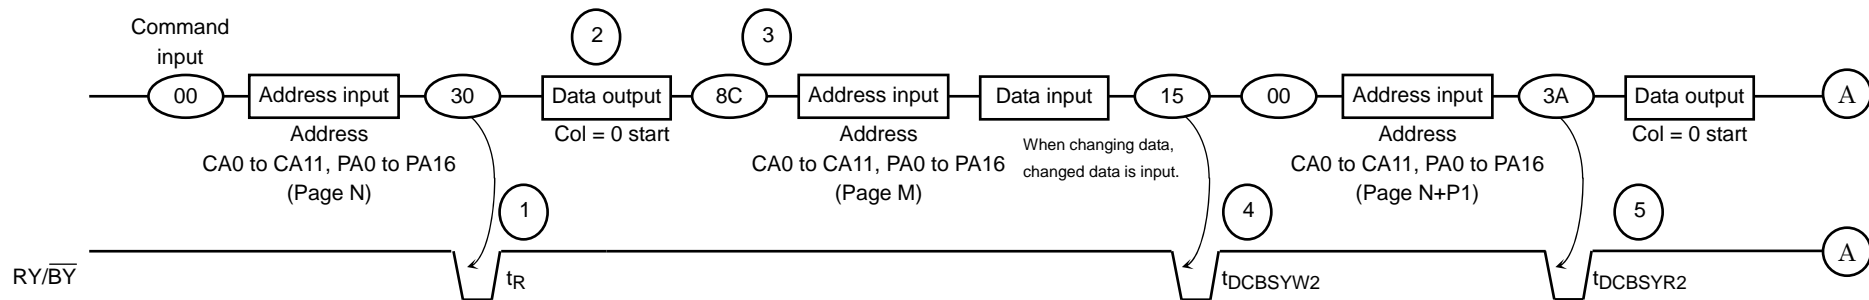 Command
input
2
3
00
Address input
30
Data output
8C
Address input
Data input
15
00
Address input
3A
Data output
A
Address
CA0 to CA11, PA0 to PA16
(Page N)
Col = 0 start
Address
CA0 to CA11, PA0 to PA16
(Page M)
When changing data,
changed data is input.
Address
CA0 to CA11, PA0 to PA16
(Page N+P1)
Col = 0 start
1
4
5
RY/BY
tR
tDCBSYW2
tDCBSYR2
A